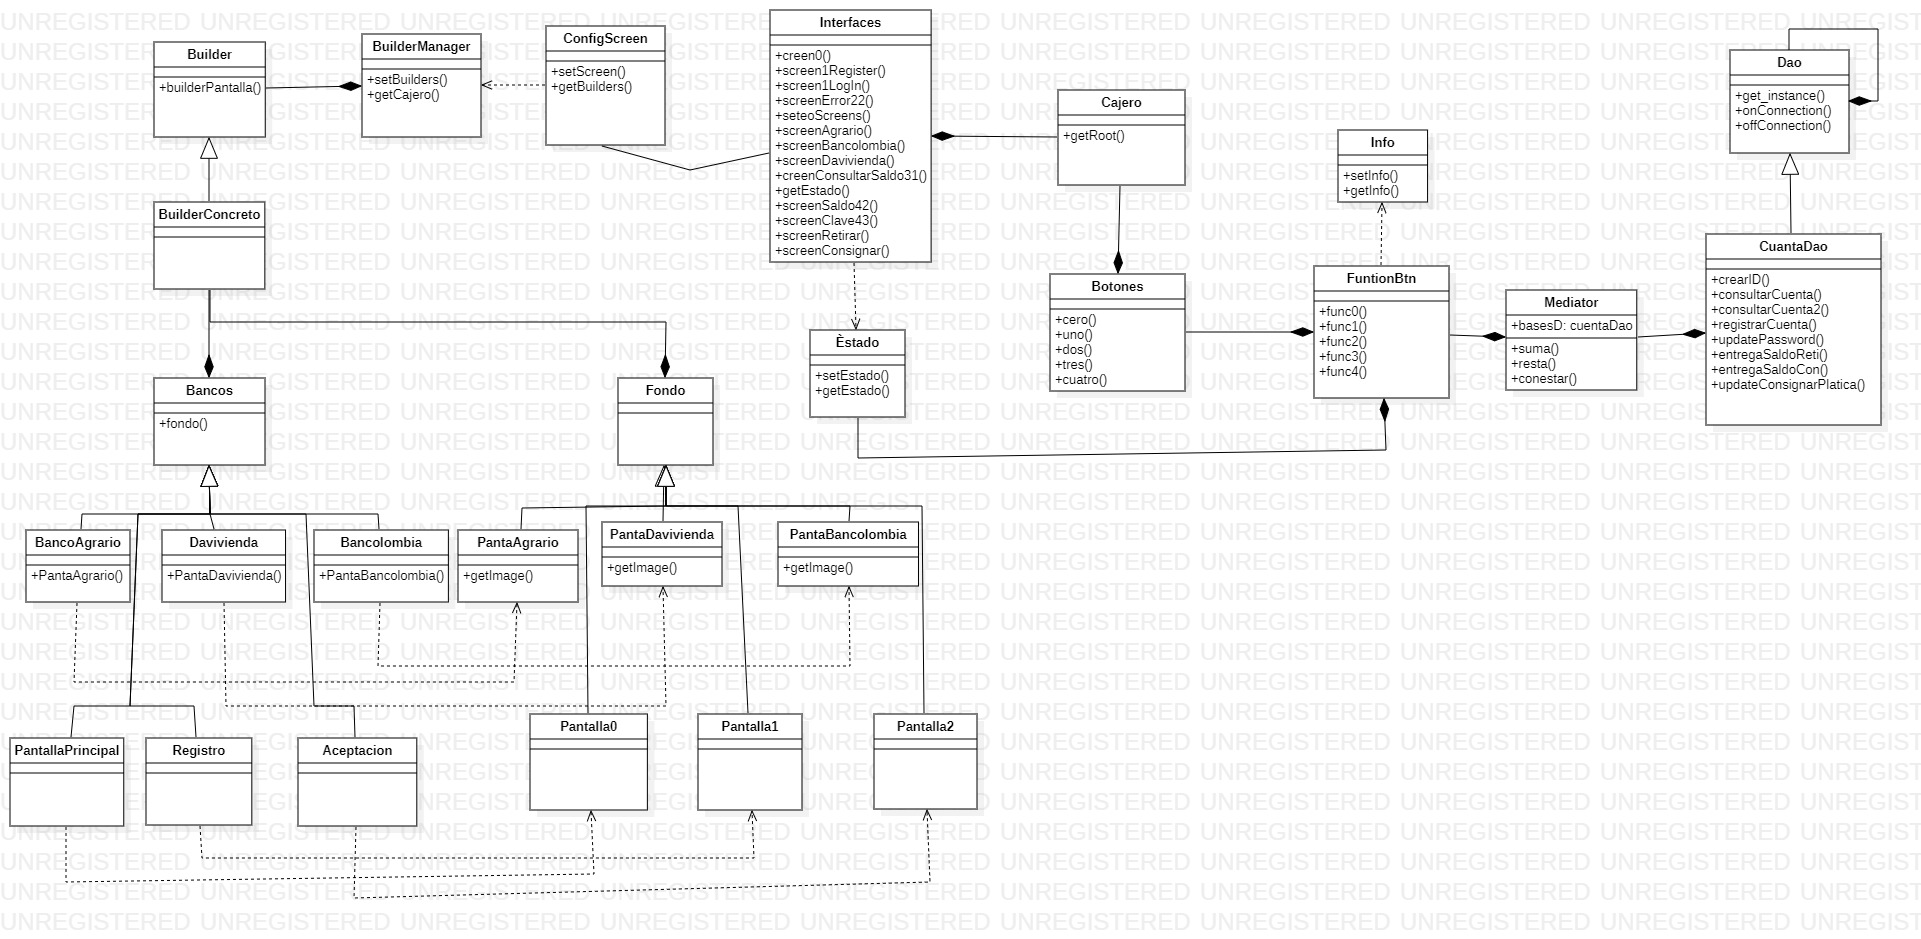 Builder
+builderPantalla()
BuilderManager
+setBuilders()
+getCajero()
ConfigScreen
+setScreen()
+getBuilders()
Interfaces
+creen0()
+screen1Register()
+screen1LogIn()
+screenError22()
+seteoScreens()
+screenAgrario()
+screenBancolombia()
+screenDavivienda()
+creenConsultarSaldo31()
+getEstado()
+screenSaldo42()
+screenClave43()
+screenRetirar()
+screenConsignar()
Cajero
+getRoot()
Info
+setInfo()
+getInfo()
Dao
+get_instance()
+onConnection()
+offConnection()
BuilderConcreto
Botones
+cero()
+uno()
+dos()
+tres()
+cuatro()
FuntionBtn
+func0()
+func1()
+func2()
+func3()
+func4()
Mediator
+basesD: cuentaDao
+suma()
+resta()
+conestar()
CuantaDao
+crearID()
+consultarCuenta()
+consultarCuenta2()
+registrarCuenta()
+updatePassword()
+entregaSaldoReti()
+entregaSaldoCon()
+updateConsignarPlatica()
Èstado
+setEstado()
+getEstado()
Bancos
+fondo()
Fondo
BancoAgrario
+PantaAgrario()
Davivienda
+PantaDavivienda()
Bancolombia
+PantaBancolombia()
PantaAgrario
+getImage()
PantaDavivienda
+getImage()
PantaBancolombia
+getImage()
PantallaPrincipal
Registro
Aceptacion
Pantalla0
Pantalla1
Pantalla2
UNREGISTERED